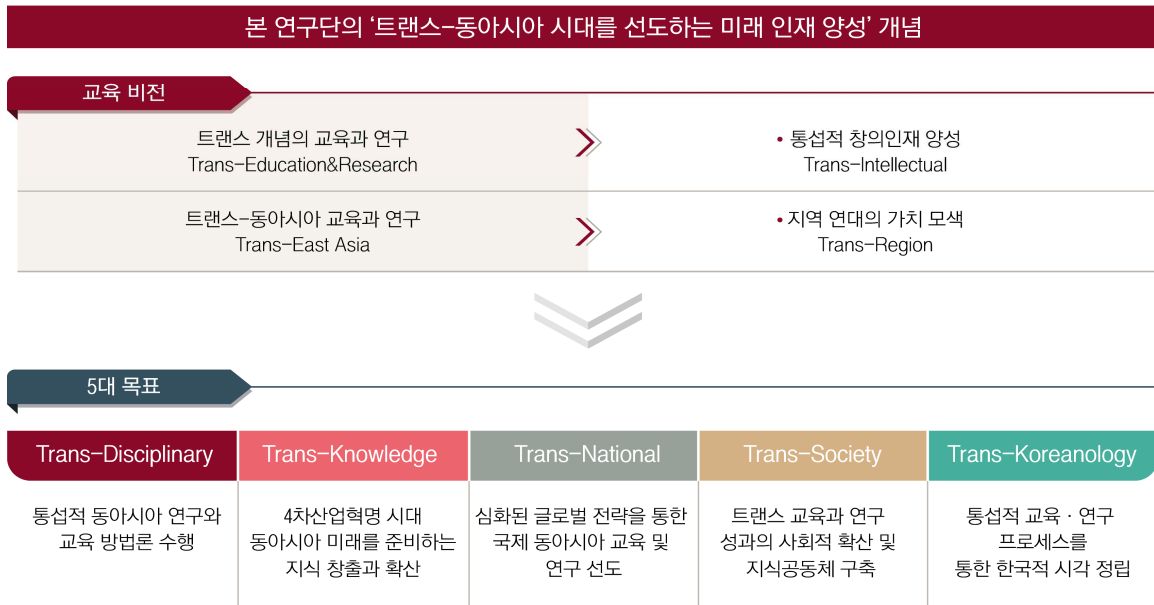 본 연구단의 ‘트랜스-동아시아 시대를 선도하는 미래 인재 양성’ 개념
교육 비전
트랜스 개념의 교육과 연구
Trans-Education&Research
• 통섭적 창의인재 양성
Trans-Intellectual
트랜스-동아시아 교육과 연구
Trans-East Asia
• 지역 연대의 가치 모색
Trans-Region
5대 목표
Trans-Disciplinary
통섭적 동아시아 연구와
교육 방법론 수행
Trans-Knowledge
4차산업혁명 시대
동아시아 미래를 준비하는
지식 창출과 확산
Trans-National
심화된 글로벌 전략을 통한
국제 동아시아 교육 및
연구 선도
Trans-Society
트랜스 교육과 연구
성과의 사회적 확산 및
지식공동체 구축
Trans-Koreanology
통섭적 교육 · 연구
프로세스를
통한 한국적 시각 정립